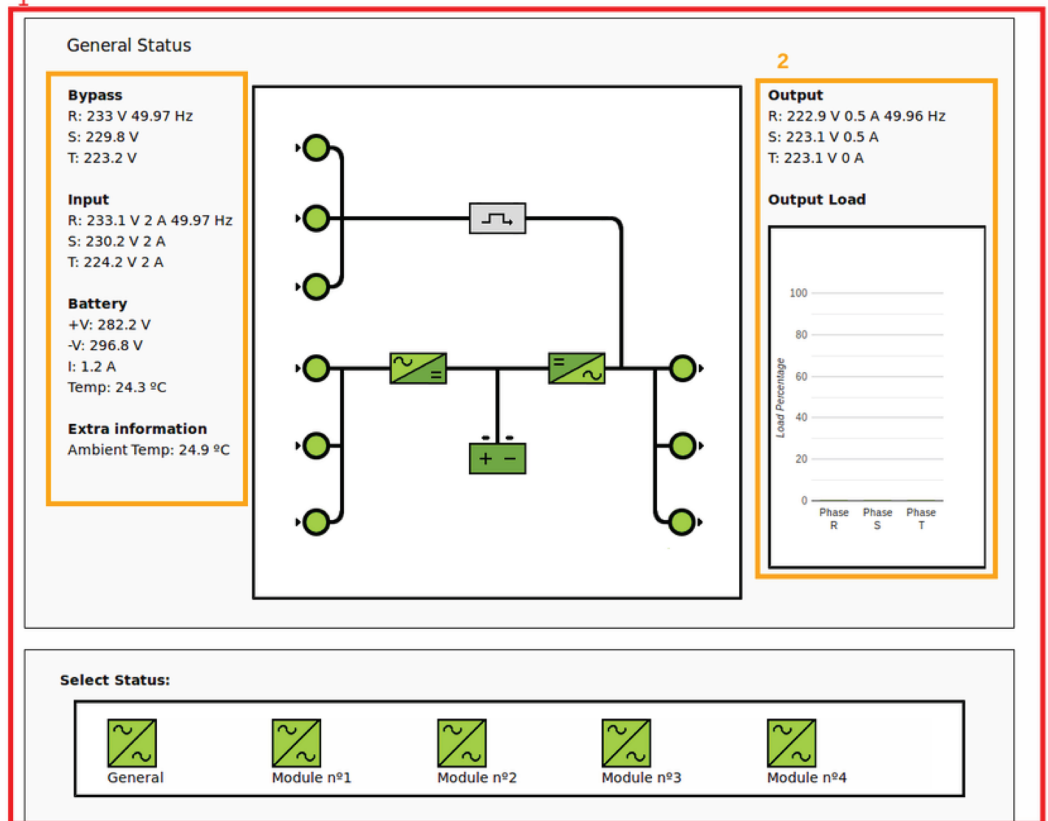 1
General Status
Bypass
R: 233 V 49.97 Hz
S: 229.8 V
T: 223.2 V
Input
R: 233.1 V 2 A 49.97 Hz
S: 230.2 V 2 A
T: 224.2 V 2 A
Battery
+V: 282.2 V
-V: 296.8 V
I: 1.2 A
Temp: 24.3 ºC
Extra information
Ambient Temp: 24.9 ºC
+ −
2
Output
R: 222.9 V 0.5 A 49.96 Hz
S: 223.1 V 0.5 A
T: 223.1 V 0 A
Output Load
Load Percentage
100
80
60
40
20
0
Phase R
Phase S
Phase T
Select Status:
General
Module nº1
Module nº2
Module nº3
Module nº4